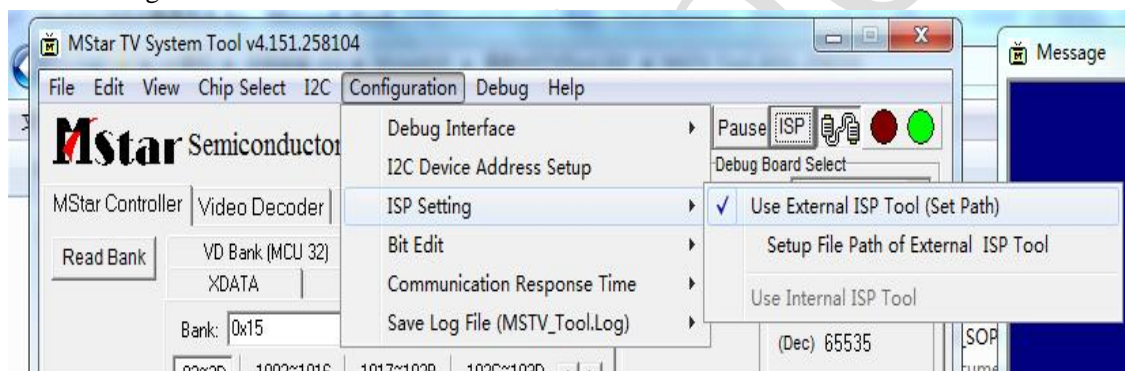 MStar TV System Tool v4.151.258104
Message
File Edit View Chip Select I2C Configuration Debug Help
MStar Semiconductor
Debug Interface
Pause ISP
I2C Device Address Setup
Debug Board Select
MStar Controller Video Decoder
ISP Setting
Use External ISP Tool (Set Path)
Read Bank
VD Bank (MCU 32)
Bit Edit
Setup File Path of External ISP Tool
XDATA
Communication Response Time
Use Internal ISP Tool
Bank: 0x15
Save Log File (MSTV_Tool.Log)
(Dec) 65535
SOP